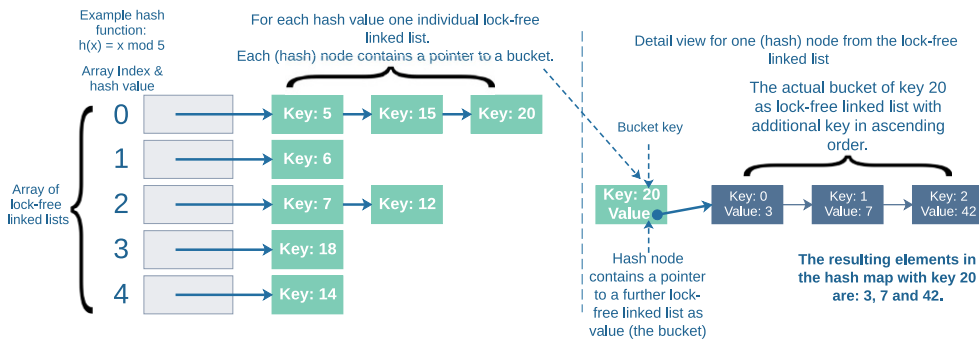 Example hash
function:
h(x) = x mod 5
Array Index &
hash value
For each hash value one individual lock-free
linked list.
Each (hash) node contains a pointer to a bucket.
0
Key: 5
Key: 15
Key: 20
1
Key: 6
Array of
lock-free
linked lists
2
Key: 7
Key: 12
3
Key: 18
4
Key: 14
Detail view for one (hash) node from the lock-free
linked list
The actual bucket of key 20
as lock-free linked list with
additional key in ascending
order.
Bucket key
Key: 20
Value
Key: 0
Value: 3
Key: 1
Value: 7
Key: 2
Value: 42
Hash node
contains a pointer
to a further lock-
free linked list as
value (the bucket)
The resulting elements in
the hash map with key 20
are: 3, 7 and 42.